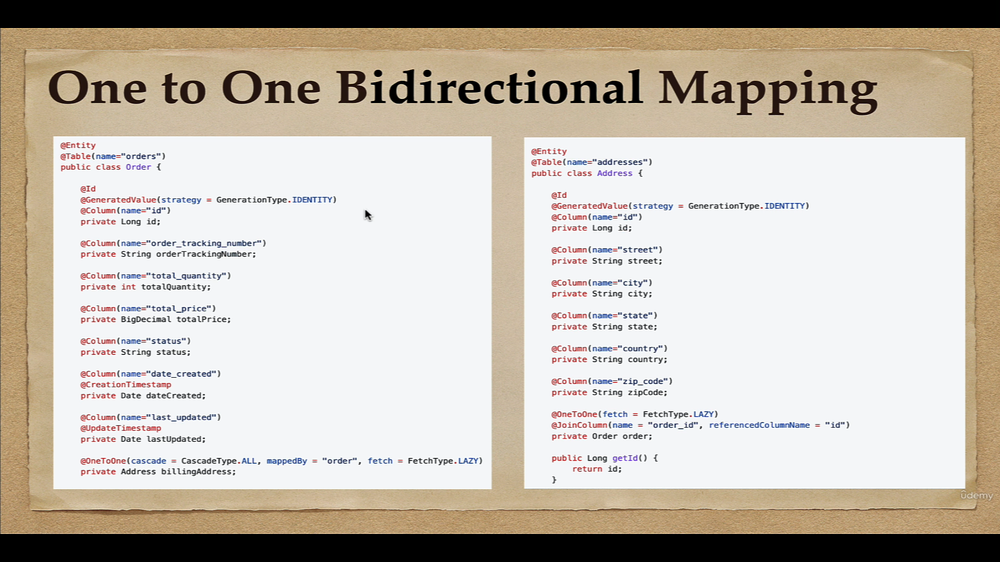 One to One Bidirectional Mapping
@Entity
@Table(name="orders")
public class Order {
@Id
@GeneratedValue(strategy = GenerationType.IDENTITY)
@Column(name="id")
private Long id;
@Column(name="order_tracking_number")
private String orderTrackingNumber;
@Column(name="total_quantity")
private int totalQuantity;
@Column(name="total_price")
private BigDecimal totalPrice;
@Column(name="status")
private String status;
@Column(name="date_created")
@CreationTimestamp
private Date dateCreated;
@Column(name="last_updated")
@UpdateTimestamp
private Date lastUpdated;
@OneToOne(cascade = CascadeType.ALL, mappedBy = "order", fetch = FetchType.LAZY)
private Address billingAddress;
@Entity
@Table(name="addresses")
public class Address {
@Id
@GeneratedValue(strategy = GenerationType.IDENTITY)
@Column(name="id")
private Long id;
@Column(name="street")
private String street;
@Column(name="city")
private String city;
@Column(name="state")
private String state;
@Column(name="country")
private String country;
@Column(name="zip_code")
private String zipCode;
@OneToOne(fetch = FetchType.LAZY)
@JoinColumn(name = "order_id", referencedColumnName = "id")
private Order order;
public Long getId() {
return id;
}
ûdemy